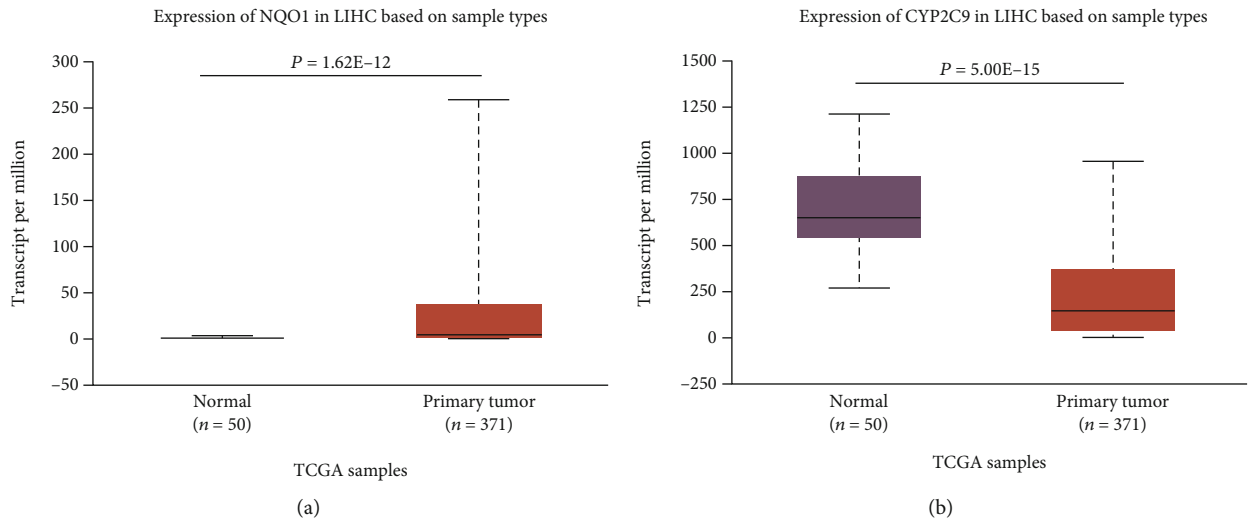 Expression of NQO1 in LIHC based on sample types
P = 1.62E–12
300
250
200
150
100
50
0
–50
Transcript per million
Normal
(n = 50)
Primary tumor
(n = 371)
TCGA samples
(a)
Expression of CYP2C9 in LIHC based on sample types
P = 5.00E–15
1500
1250
1000
750
500
250
0
–250
Transcript per million
Normal
(n = 50)
Primary tumor
(n = 371)
TCGA samples
(b)